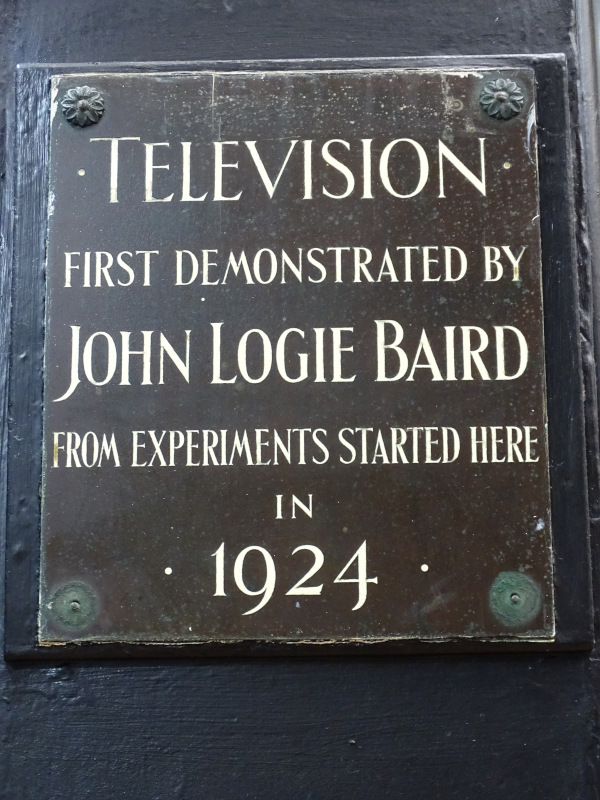 · TELEVISION ·
FIRST DEMONSTRATED BY
JOHN LOGIE BAIRD
FROM EXPERIMENTS STARTED HERE
IN
· 1924 ·